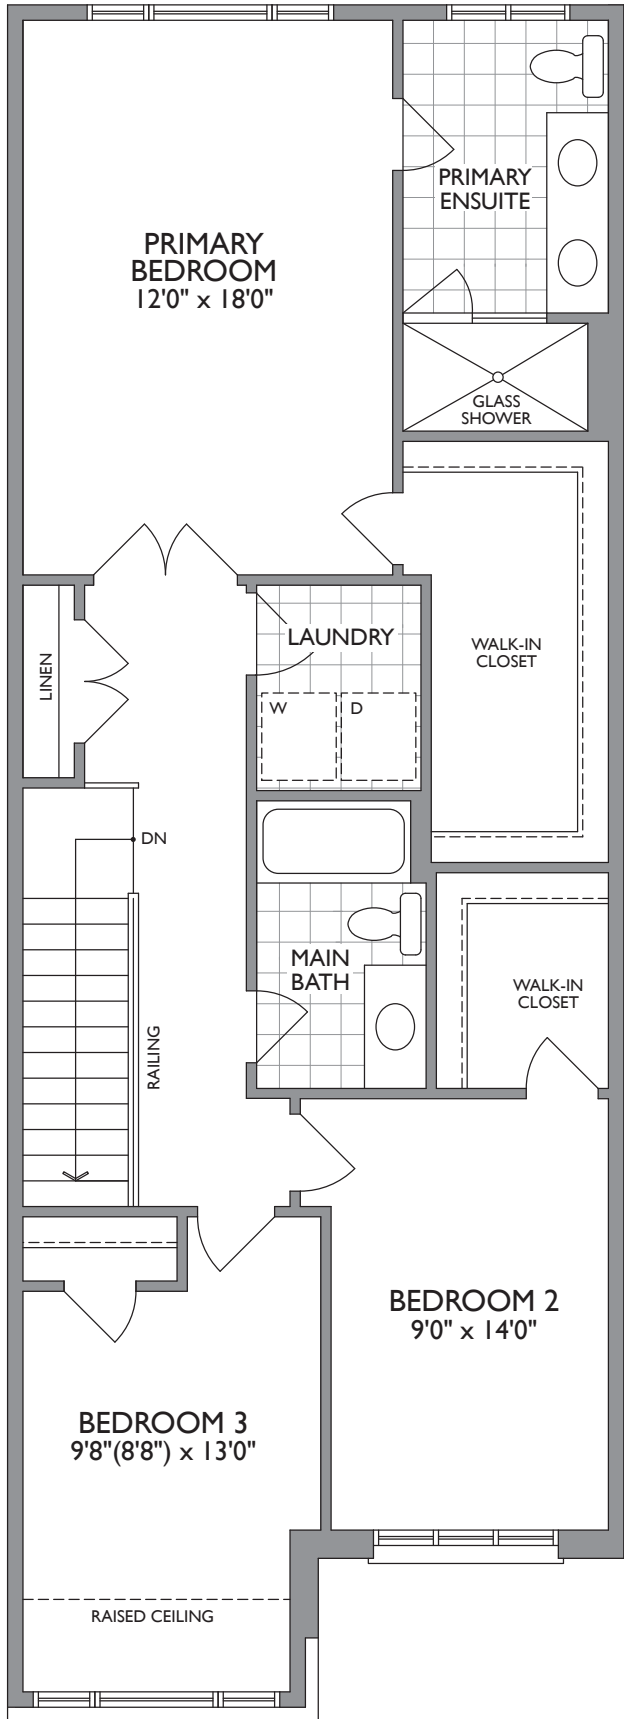 PRIMARY
BEDROOM
12'0" x 18'0"
PRIMARY
ENSUITE
GLASS
SHOWER
LINEN
LAUNDRY
W
D
WALK-IN
CLOSET
DN
RAILING
MAIN
BATH
WALK-IN
CLOSET
BEDROOM 2
9'0" x 14'0"
BEDROOM 3
9'8"(8'8") x 13'0"
RAISED CEILING